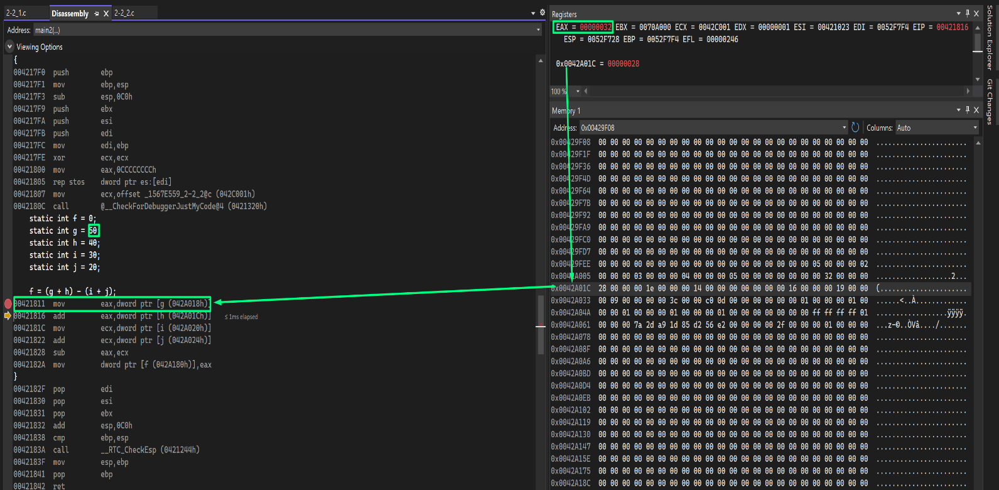 2-2_1.c Disassembly 2-2_2.c
Address: main2(...)
Viewing Options
{
004217F0 push ebp
004217F1 mov ebp,esp
004217F3 sub esp,0C0h
004217F9 push ebx
004217FA push esi
004217FB push edi
004217FC mov edi,ebp
004217FE xor ecx,ecx
00421800 mov eax,0CCCCCCCCh
00421805 rep stos dword ptr es:[edi]
00421807 mov ecx,offset _1567E559_2-2_2@c (042C001h)
0042180C call @__CheckForDebuggerJustMyCode@4 (0421320h)
static int f = 0;
static int g = 50
static int h = 40;
static int i = 30;
static int j = 20;
f = (g + h) - (i + j);
00421811 mov eax,dword ptr [g (042A018h)]
00421816 add eax,dword ptr [h (042A01Ch)] ≤ 1ms elapsed
0042181C mov ecx,dword ptr [i (042A020h)]
00421822 add ecx,dword ptr [j (042A024h)]
00421828 sub eax,ecx
0042182A mov dword ptr [f (042A180h)],eax
}
0042182F pop edi
00421830 pop esi
00421831 pop ebx
00421832 add esp,0C0h
00421838 cmp ebp,esp
0042183A call __RTC_CheckEsp (0421244h)
0042183F mov esp,ebp
00421841 pop ebp
00421842 ret
Registers
EAX = 00000032 EBX = 0070A000 ECX = 0042C001 EDX = 00000001 ESI = 00421023 EDI = 0052F7F4 EIP = 00421816
ESP = 0052F728 EBP = 0052F7F4 EFL = 00000246
0x0042A01C = 00000028
100 %
Memory 1
Address: 0x00429F08 Columns: Auto
0x00429F08 00 00 00 00 00 00 00 00 00 00 00 00 00 00 00 00 00 00 00 00 00 00 00 .......................
0x00429F1F 00 00 00 00 00 00 00 00 00 00 00 00 00 00 00 00 00 00 00 00 00 00 00 .......................
0x00429F36 00 00 00 00 00 00 00 00 00 00 00 00 00 00 00 00 00 00 00 00 00 00 00 .......................
0x00429F4D 00 00 00 00 00 00 00 00 00 00 00 00 00 00 00 00 00 00 00 00 00 00 00 .......................
0x00429F64 00 00 00 00 00 00 00 00 00 00 00 00 00 00 00 00 00 00 00 00 00 00 00 .......................
0x00429F7B 00 00 00 00 00 00 00 00 00 00 00 00 00 00 00 00 00 00 00 00 00 00 00 .......................
0x00429F92 00 00 00 00 00 00 00 00 00 00 00 00 00 00 00 00 00 00 00 00 00 00 00 .......................
0x00429FA9 00 00 00 00 00 00 00 00 00 00 00 00 00 00 00 00 00 00 00 00 00 00 00 .......................
0x00429FC0 00 00 00 00 00 00 00 00 00 00 00 00 00 00 00 00 00 00 00 00 00 00 00 .......................
0x00429FD7 00 00 00 00 00 00 00 00 00 00 00 00 00 00 00 00 00 00 00 00 00 00 00 .......................
0x00429FEE 00 00 00 00 00 00 00 00 00 00 00 00 00 00 00 00 00 00 05 00 00 00 02 .......................
0x0042A005 00 00 00 03 00 00 00 04 00 00 00 05 00 00 00 00 00 00 00 32 00 00 00 ...................2...
0x0042A01C 28 00 00 00 1e 00 00 00 14 00 00 00 00 00 00 00 16 00 00 00 19 00 00 (......................
0x0042A033 00 09 00 00 00 00 3c 00 00 c0 0d 00 00 00 00 00 00 01 00 00 00 01 00 ......<..À.............
0x0042A04A 00 00 01 00 00 00 01 00 00 00 01 00 00 00 00 00 00 00 ff ff ff ff 01 ..................ÿÿÿÿ.
0x0042A061 00 00 00 7a 2d a9 1d 85 d2 56 e2 00 00 00 00 2f 00 00 00 01 00 00 00 ...z-©..ÒVâ..../.......
0x0042A078 00 00 00 00 00 00 00 00 00 00 00 00 00 00 00 00 00 00 00 00 00 00 00 .......................
0x0042A08F 00 00 00 00 00 00 00 00 00 00 00 00 00 00 00 00 00 00 00 00 00 00 00 .......................
0x0042A0A6 00 00 00 00 00 00 00 00 00 00 00 00 00 00 00 00 00 00 00 00 00 00 00 .......................
0x0042A0BD 00 00 00 00 00 00 00 00 00 00 00 00 00 00 00 00 00 00 00 00 00 00 00 .......................
0x0042A0D4 00 00 00 00 00 00 00 00 00 00 00 00 00 00 00 00 00 00 00 00 00 00 00 .......................
0x0042A0EB 00 00 00 00 00 00 00 00 00 00 00 00 00 00 00 00 00 00 00 00 00 00 00 .......................
0x0042A102 00 00 00 00 00 00 00 00 00 00 00 00 00 00 00 00 00 00 00 00 00 00 00 .......................
0x0042A119 00 00 00 00 00 00 00 00 00 00 00 00 00 00 00 00 00 00 00 00 00 00 00 .......................
0x0042A130 00 00 00 00 00 00 00 00 00 00 00 00 00 00 00 00 00 00 00 00 00 00 00 .......................
0x0042A147 00 00 00 00 00 00 00 00 00 00 00 00 00 00 00 00 00 00 00 00 00 00 00 .......................
0x0042A15E 00 00 00 00 00 00 00 00 00 00 00 00 00 00 00 00 00 00 00 00 00 00 00 .......................
0x0042A175 00 00 00 00 00 00 00 00 00 00 00 00 00 00 00 00 00 00 00 00 00 00 00 .......................
0x0042A18C 00 00 00 00 00 00 00 00 00 00 00 00 00 00 00 00 00 00 00 00 00 00 00 .......................
Solution Explorer
Git Changes